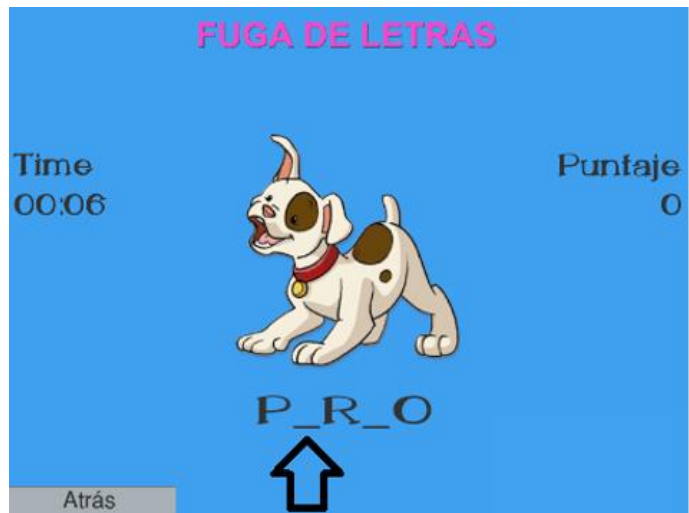 FUGA DE LETRAS
Time
00:06
Puntaje
0
P_R_O
Atrás